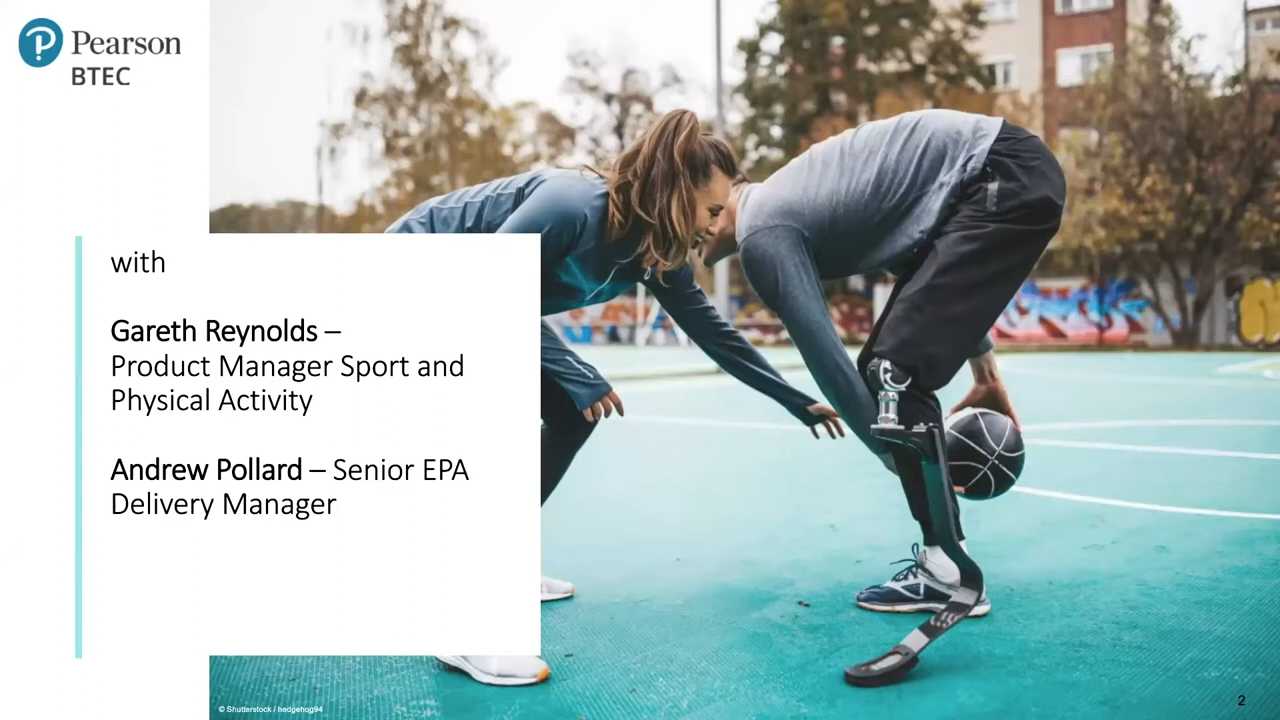 Pearson
BTEC
with
Gareth Reynolds –
Product Manager Sport and
Physical Activity
Andrew Pollard – Senior EPA
Delivery Manager
© Shutterstock / hedgehog94
2